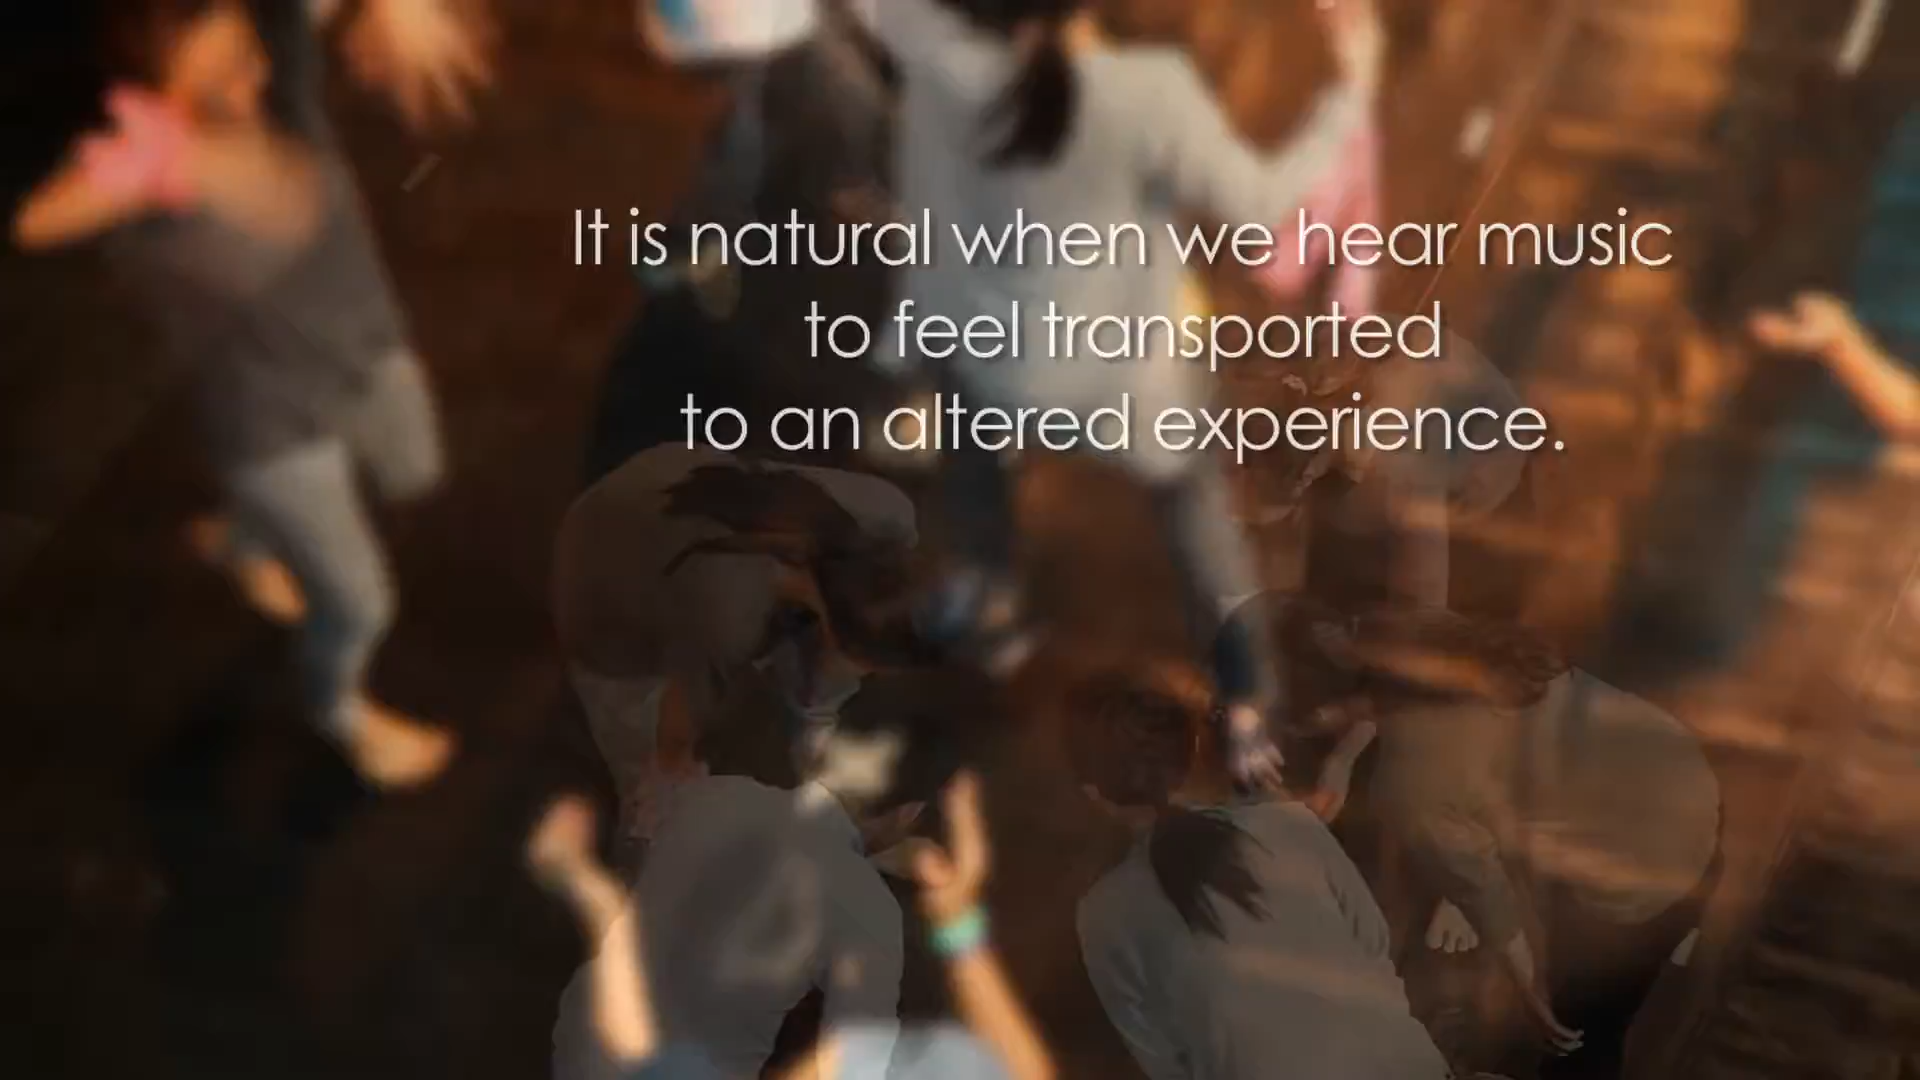 It is natural when we hear music
to feel transported
to an altered experience.